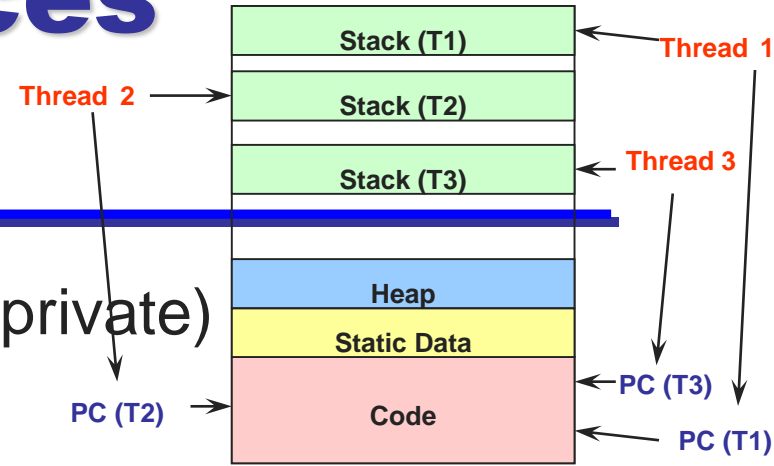 Stack (T1)
Thread 1
Thread 2
Stack (T2)
Thread 3
Stack (T3)
Heap
private)
Static Data
PC (T3)
PC (T2)
Code
PC (T1)